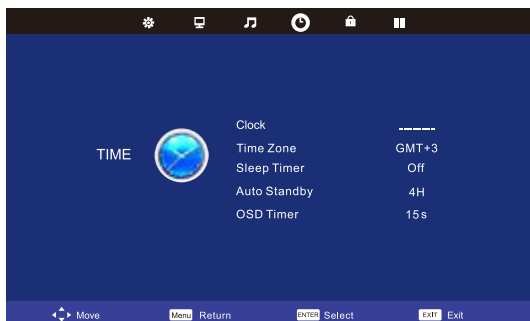 TIME
Clock -----
Time Zone GMT+3
Sleep Timer Off
Auto Standby 4H
OSD Timer 15s
Move Menu Return ENTER Select EXIT Exit